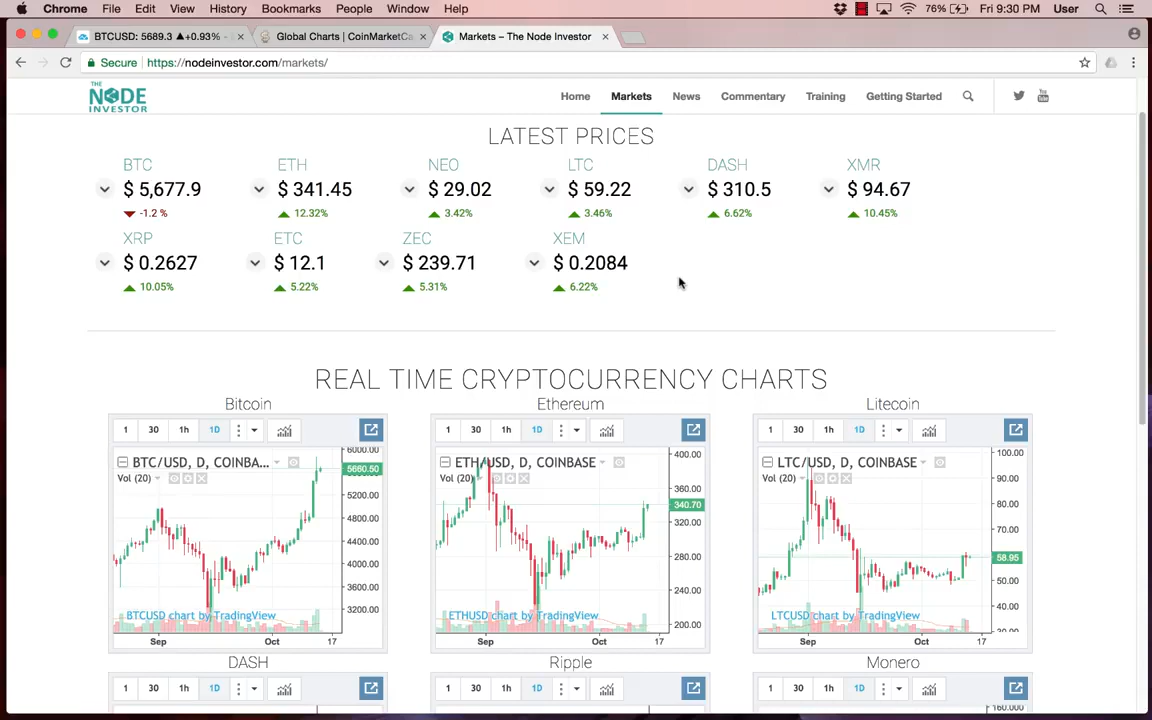 Chrome File Edit View History Bookmarks People Window Help 76% Fri 9:30 PM User
BTCUSD: 5689.3 ▲+0.93% - Global Charts | CoinMarketCa Markets – The Node Investor
Secure https://nodeinvestor.com/markets/
THE
NODE
INVESTOR
Home Markets News Commentary Training Getting Started
LATEST PRICES
BTC ETH NEO LTC DASH XMR
$ 5,677.9 $ 341.45 $ 29.02 $ 59.22 $ 310.5 $ 94.67
-1.2 % 12.32% 3.42% 3.46% 6.62% 10.45%
XRP ETC ZEC XEM
$ 0.2627 $ 12.1 $ 239.71 $ 0.2084
10.05% 5.22% 5.31% 6.22%
REAL TIME CRYPTOCURRENCY CHARTS
Bitcoin
1 30 1h 1D
BTC/USD, D, COINBA...
Vol (20)
6000.00
5660.50
5200.00
4800.00
4400.00
4000.00
3600.00
3200.00
BTCUSD chart by TradingView
Sep Oct 17
Ethereum
1 30 1h 1D
ETH/USD, D, COINBASE
Vol (20)
400.00
340.70
320.00
280.00
240.00
200.00
ETHUSD chart by TradingView
Sep Oct 17
Litecoin
1 30 1h 1D
LTC/USD, D, COINBASE
Vol (20)
100.00
90.00
80.00
70.00
58.95
50.00
40.00
30.00
LTCUSD chart by TradingView
Sep Oct 17
DASH
1 30 1h 1D
Ripple
1 30 1h 1D
Monero
1 30 1h 1D
160.000